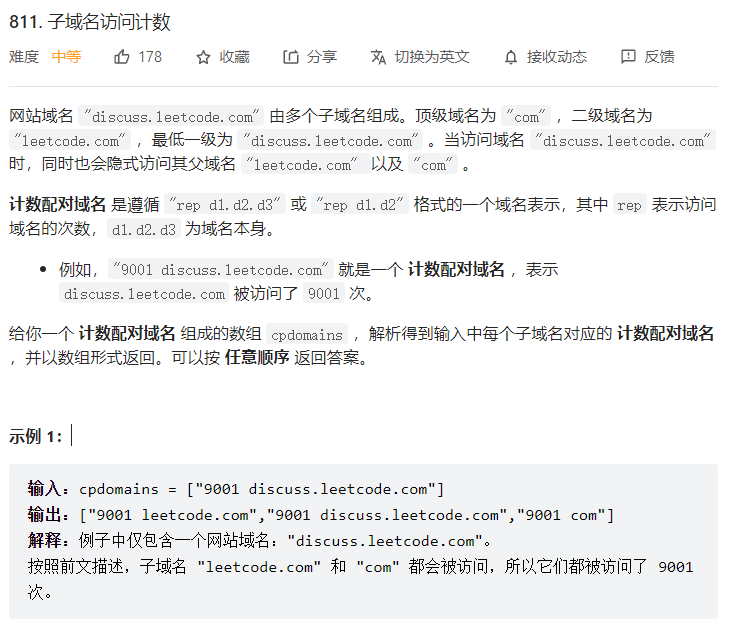 811. 子域名访问计数
难度 中等 178 收藏 分享 切换为英文 接收动态 反馈
网站域名 "discuss.leetcode.com" 由多个子域名组成。顶级域名为 "com" ，二级域名为
"leetcode.com" ，最低一级为 "discuss.leetcode.com" 。当访问域名 "discuss.leetcode.com"
时，同时也会隐式访问其父域名 "leetcode.com" 以及 "com" 。
计数配对域名 是遵循 "rep d1.d2.d3" 或 "rep d1.d2" 格式的一个域名表示，其中 rep 表示访问
域名的次数，d1.d2.d3 为域名本身。
• 例如，"9001 discuss.leetcode.com" 就是一个 计数配对域名 ，表示
discuss.leetcode.com 被访问了 9001 次。
给你一个 计数配对域名 组成的数组 cpdomains ，解析得到输入中每个子域名对应的 计数配对域名
，并以数组形式返回。可以按 任意顺序 返回答案。
示例 1：
输入：cpdomains = ["9001 discuss.leetcode.com"]
输出：["9001 leetcode.com","9001 discuss.leetcode.com","9001 com"]
解释：例子中仅包含一个网站域名："discuss.leetcode.com"。
按照前文描述，子域名 "leetcode.com" 和 "com" 都会被访问，所以它们都被访问了 9001
次。